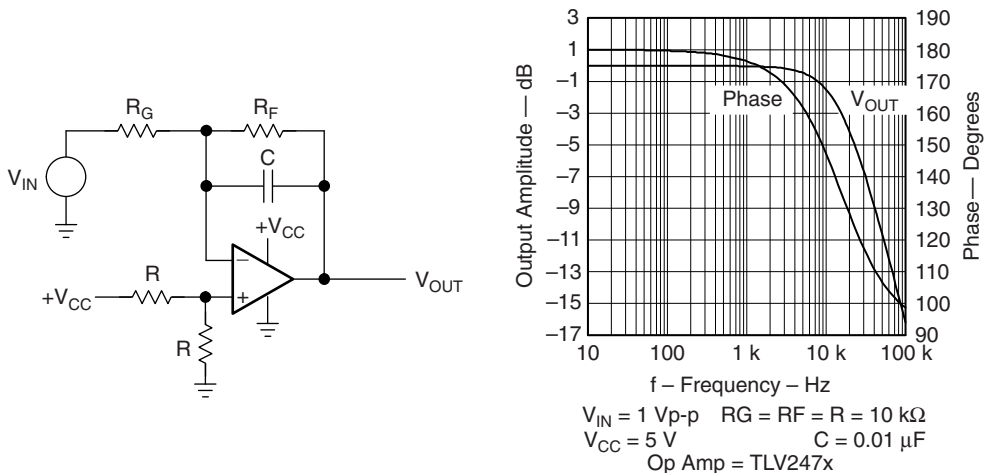 R_G
R_F
C
V_IN
+V_CC
−
+
V_OUT
R
+V_CC
R
3
1
−1
−3
−5
−7
−9
−11
−13
−15
−17
Output Amplitude — dB
Phase
V_OUT
190
180
170
160
150
140
130
120
110
100
90
Phase— Degrees
10
100
1 k
10 k
100 k
f – Frequency – Hz
V_IN = 1 Vp-p RG = RF = R = 10 kΩ
V_CC = 5 V C = 0.01 μF
Op Amp = TLV247x